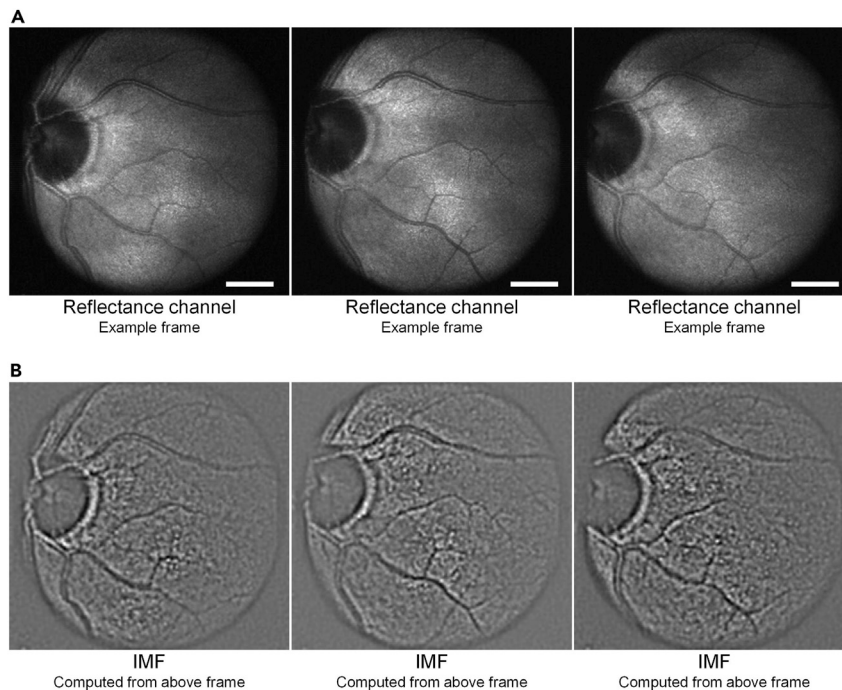 A
Reflectance channel
Example frame
Reflectance channel
Example frame
Reflectance channel
Example frame
B
IMF
Computed from above frame
IMF
Computed from above frame
IMF
Computed from above frame